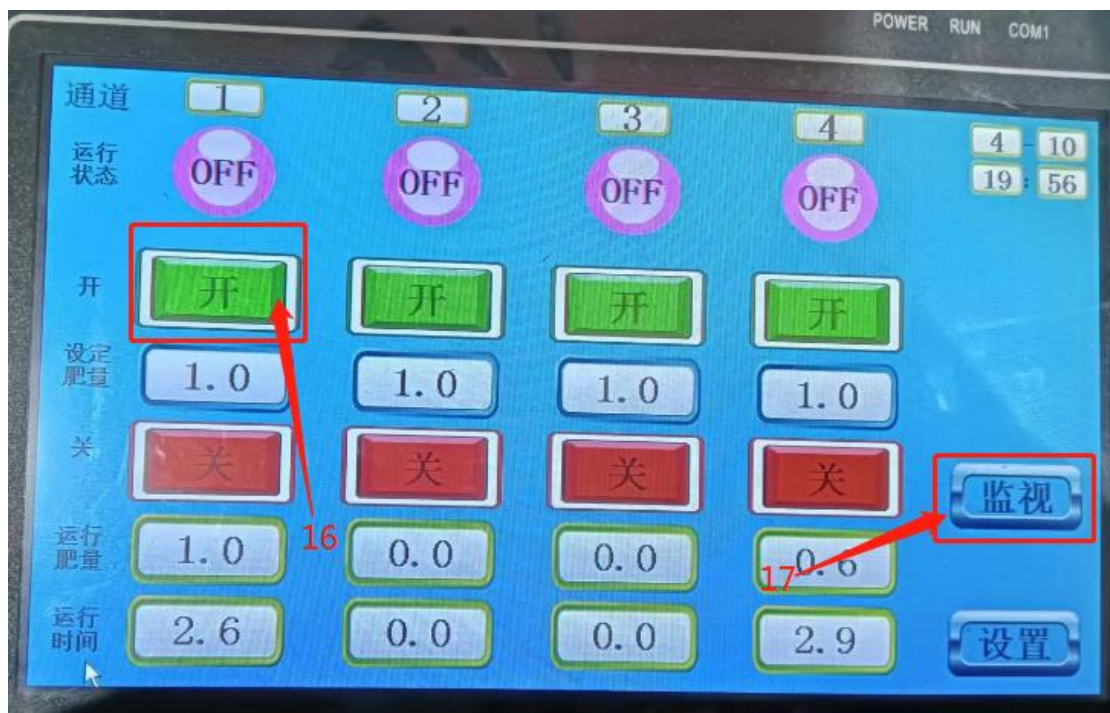 POWER RUN COM1
通道 1 2 3 4
4 - 10
19 : 56
运行
状态
OFF OFF OFF OFF
开 开 开 开 开
设定
肥量
1.0 1.0 1.0 1.0
关 关 关 关 关
监视
16
17
运行
肥量
1.0 0.0 0.0 0.6
运行
时间
2.6 0.0 0.0 2.9
设置